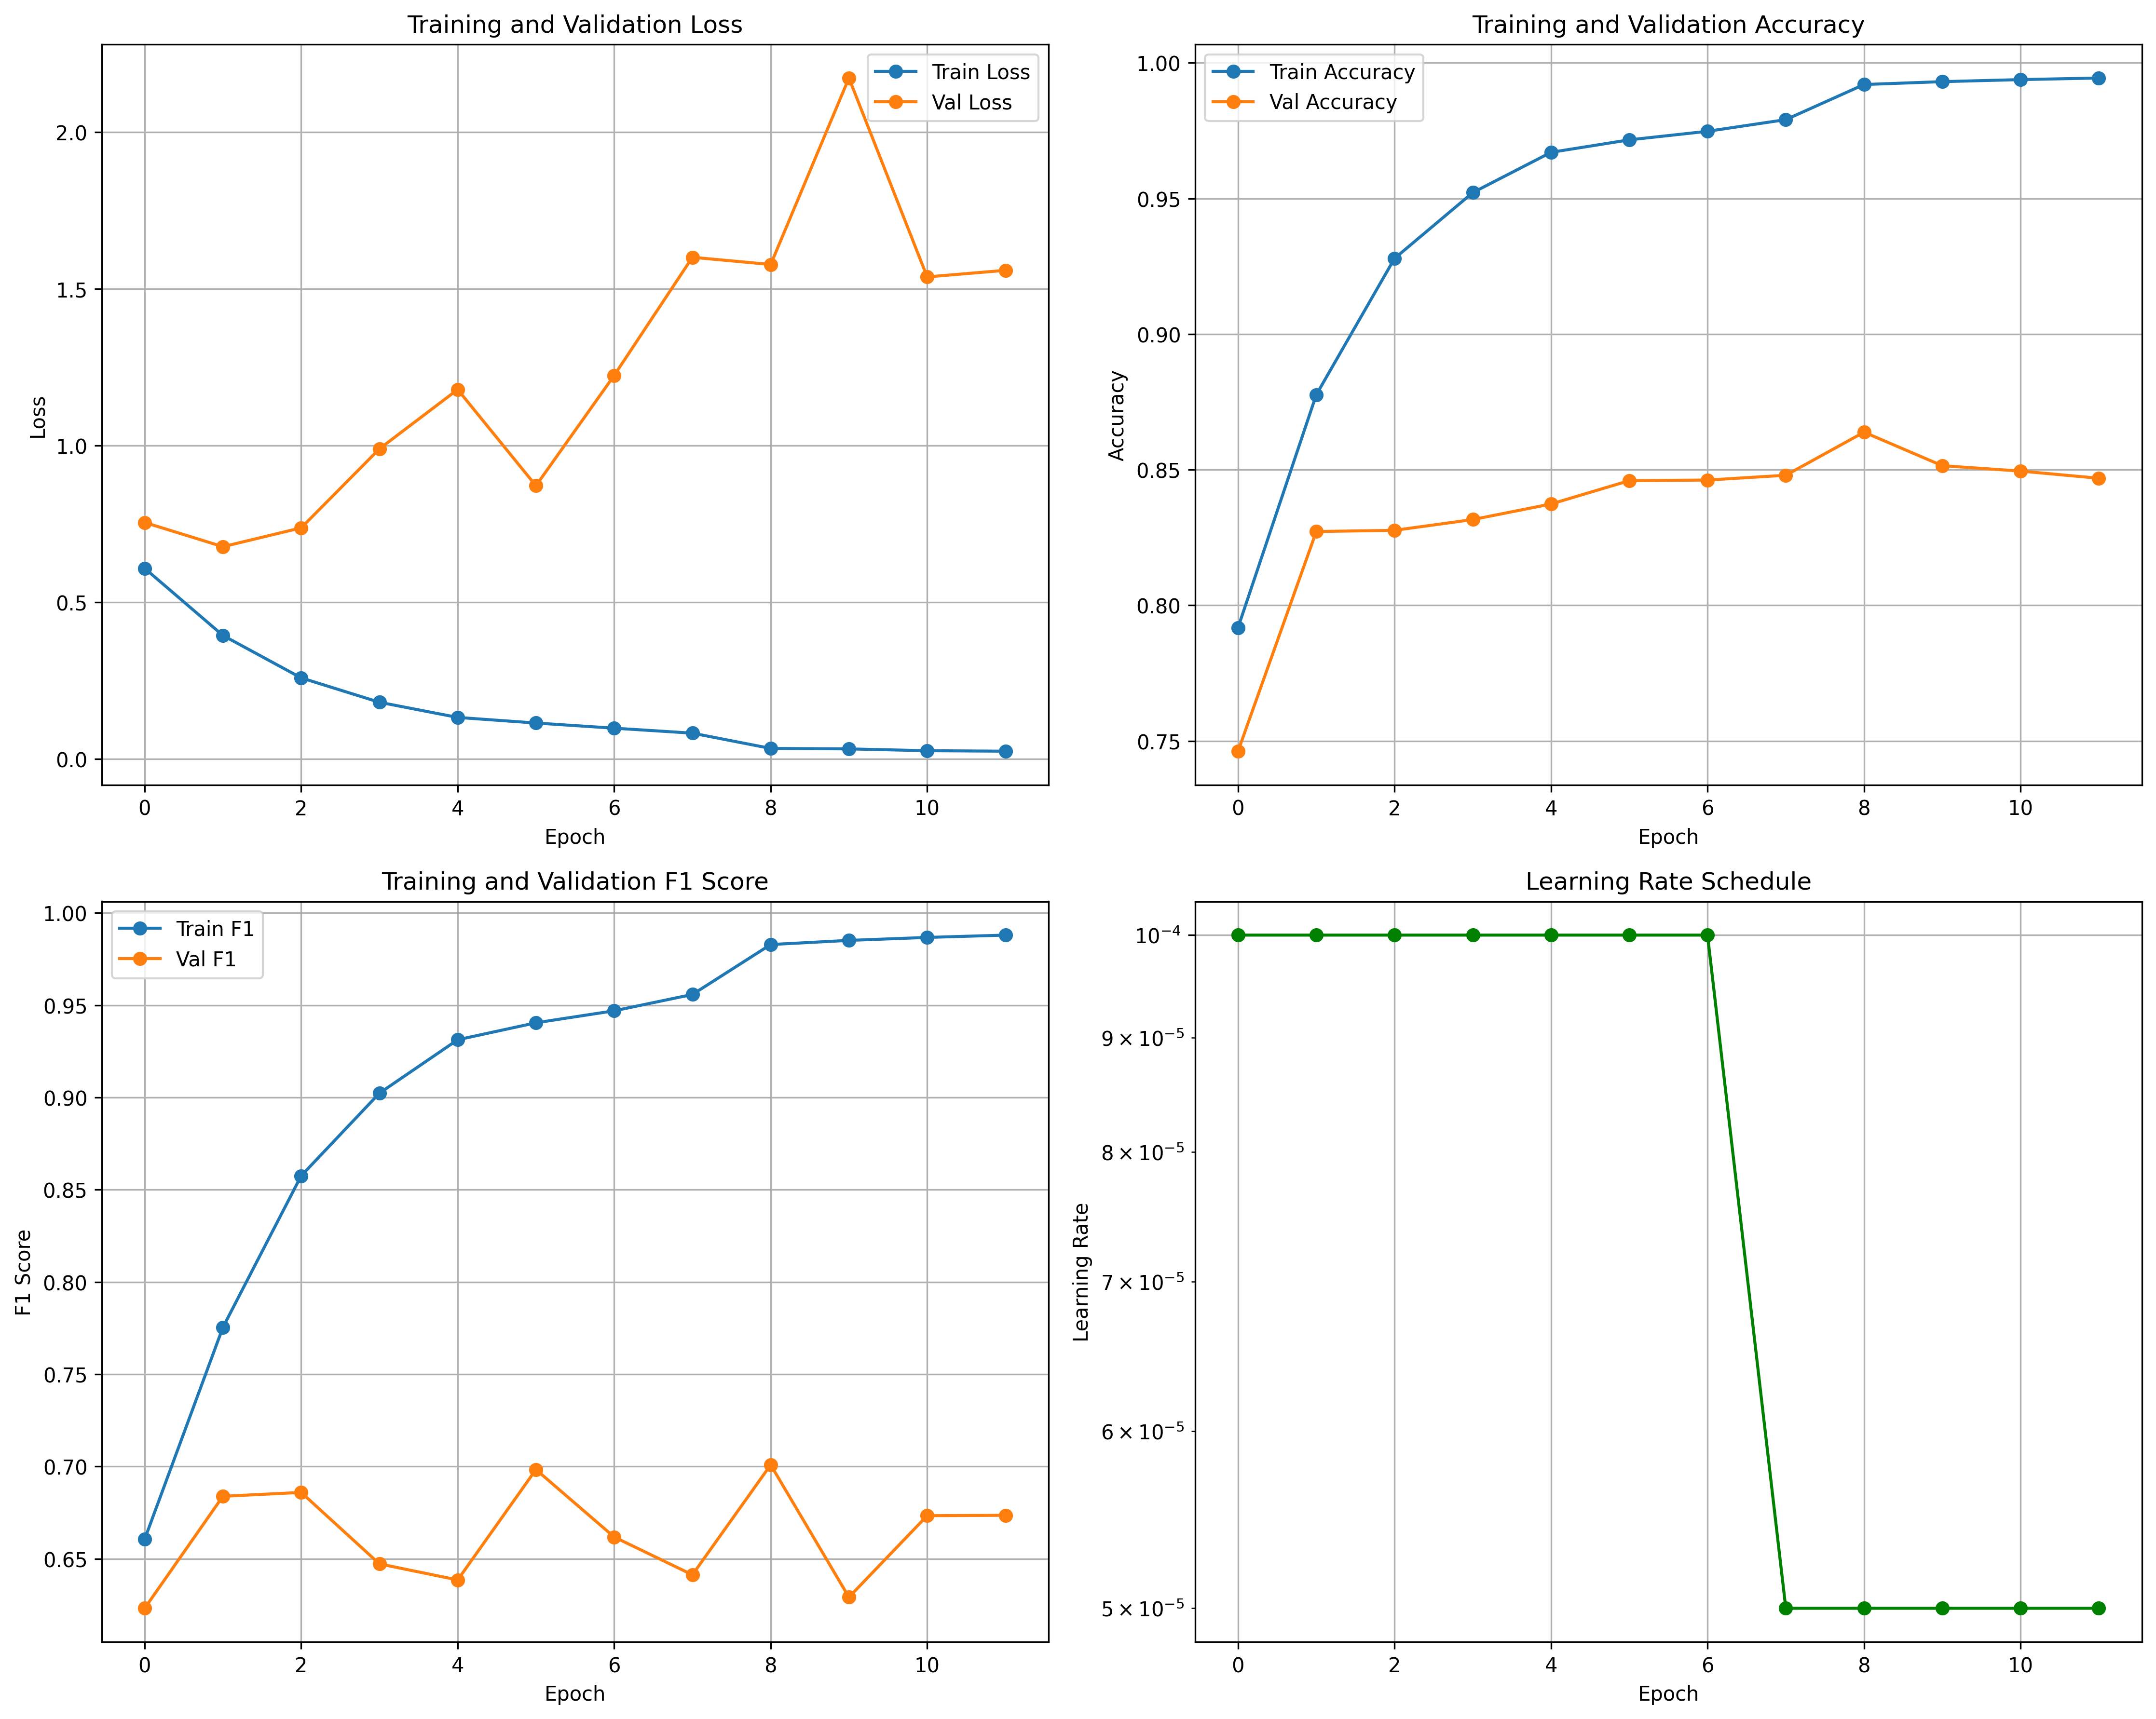 Training and Validation Loss
Train Loss
Val Loss
2.0
1.5
1.0
0.5
0.0
Loss
0 2 4 6 8 10
Epoch
Training and Validation Accuracy
Train Accuracy
Val Accuracy
1.00
0.95
0.90
0.85
0.80
0.75
Accuracy
0 2 4 6 8 10
Epoch
Training and Validation F1 Score
Train F1
Val F1
1.00
0.95
0.90
0.85
0.80
0.75
0.70
0.65
F1 Score
0 2 4 6 8 10
Epoch
Learning Rate Schedule
10⁻⁴
9 × 10⁻⁵
8 × 10⁻⁵
7 × 10⁻⁵
6 × 10⁻⁵
5 × 10⁻⁵
Learning Rate
0 2 4 6 8 10
Epoch